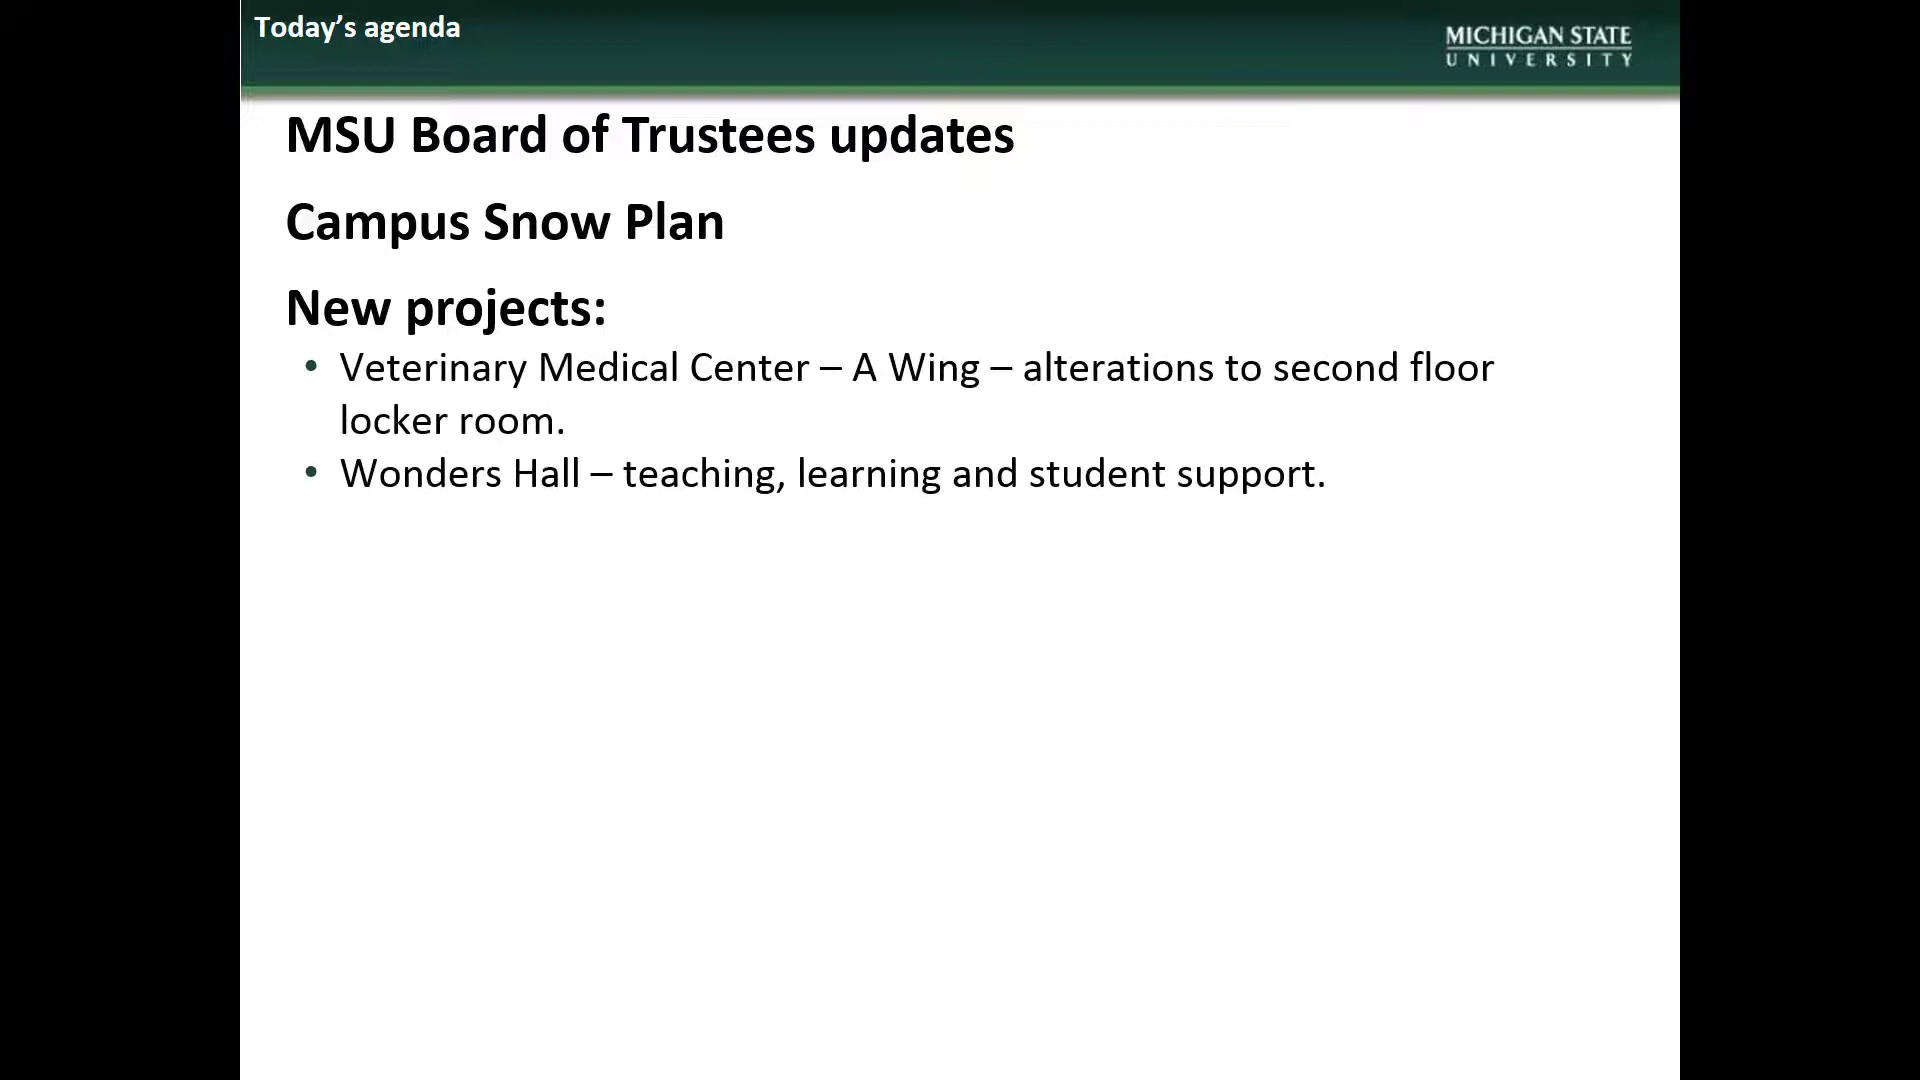 Today’s agenda
MICHIGAN STATE
UNIVERSITY
MSU Board of Trustees updates
Campus Snow Plan
New projects:
• Veterinary Medical Center – A Wing – alterations to second floor
locker room.
• Wonders Hall – teaching, learning and student support.